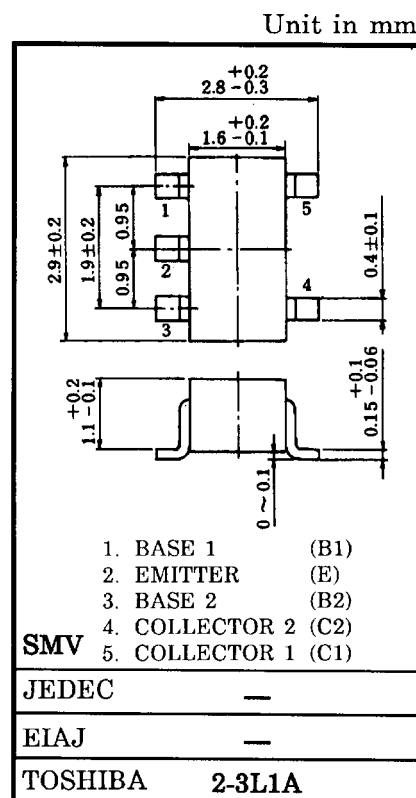 Unit in mm
+0.2
2.8 -0.3
+0.2
1.6 -0.1
1
5
2
3
4
2.9±0.2
1.9±0.2
0.95
0.95
0.4±0.1
+0.2
1.1 -0.1
+0.1
0.15 -0.06
0 ~ 0.1
1. BASE 1 (B1)
2. EMITTER (E)
3. BASE 2 (B2)
4. COLLECTOR 2 (C2)
SMV 5. COLLECTOR 1 (C1)
JEDEC —
EIAJ —
TOSHIBA 2-3L1A